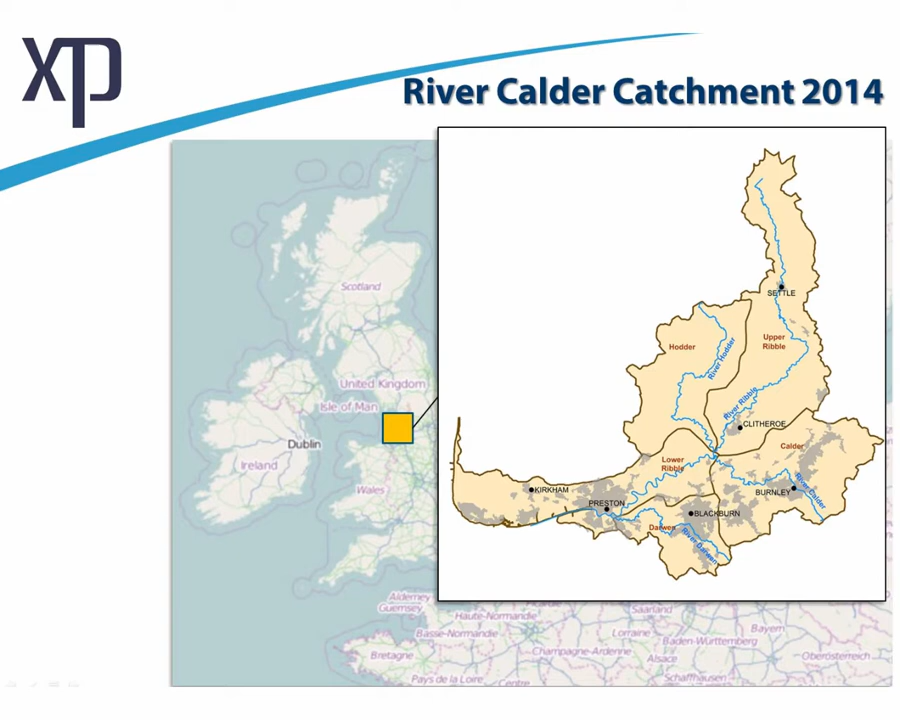 xp
River Calder Catchment 2014
Scotland
United Kingdom
Isle of Man
Dublin
Ireland
Wales
Alderney
Guernsey
Haute-Normandie
Basse-Normandie
Bretagne
Pays de la Loire
Centre
Champagne-Ardenne
Lorraine
Alsace
Saarland
Baden-Württemberg
Bayern
Schaffhausen
Oberösterreich
SETTLE
Hodder
River Hodder
Upper
Ribble
River Ribble
CLITHEROE
Calder
Lower
Ribble
KIRKHAM
PRESTON
BURNLEY
River Calder
BLACKBURN
Darwen
River Darwen